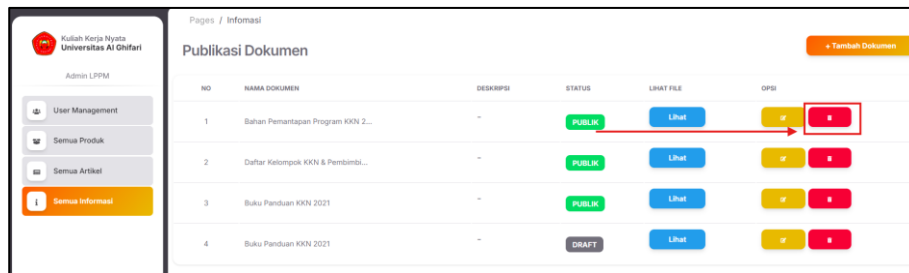 Pages / Infomasi
Kuliah Kerja Nyata
Universitas Al Ghifari
Publikasi Dokumen
+ Tambah Dokumen
Admin LPPM
NO NAMA DOKUMEN DESKRIPSI STATUS LIHAT FILE OPSI
User Management
1 Bahan Pemantapan Program KKN 2... - PUBLIK Lihat
Semua Produk
2 Daftar Kelompok KKN & Pembimbi... - PUBLIK Lihat
Semua Artikel
Semua Informasi
3 Buku Panduan KKN 2021 - PUBLIK Lihat
4 Buku Panduan KKN 2021 - DRAFT Lihat